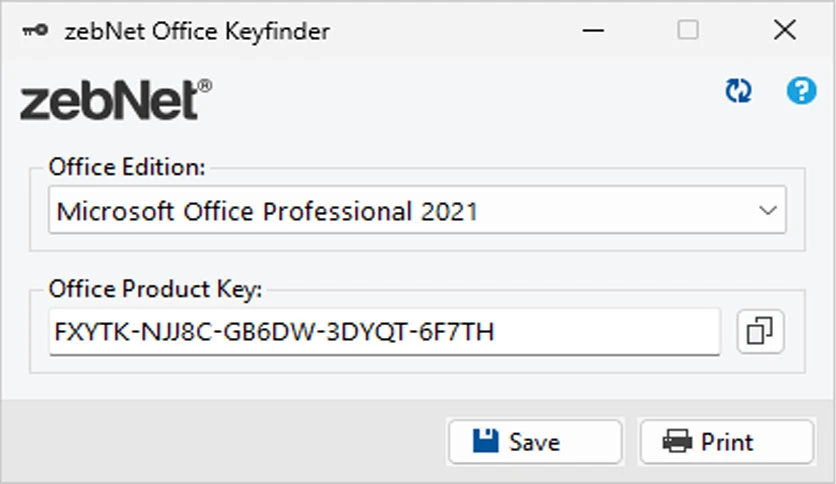 zebNet Office Keyfinder
zebNet®
Office Edition:
Microsoft Office Professional 2021
Office Product Key:
FXYTK-NJJ8C-GB6DW-3DYQT-6F7TH
Save Print